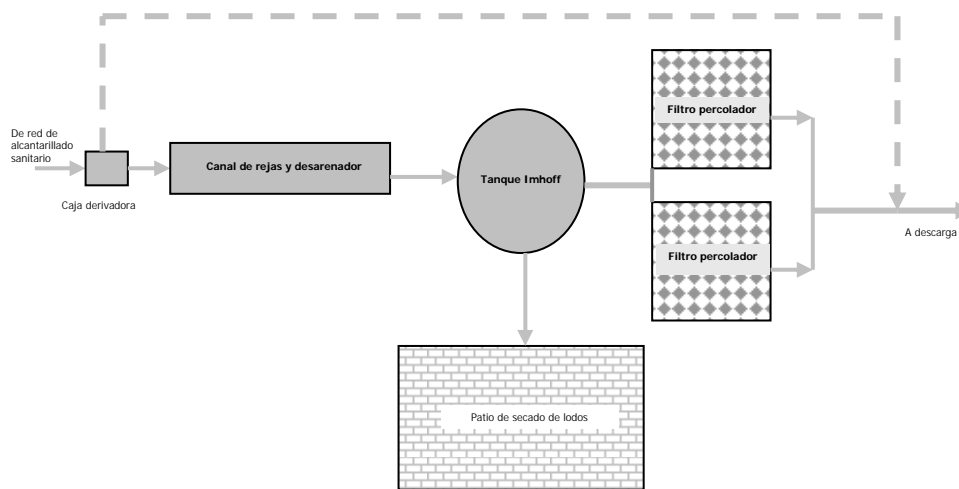 De red de
alcantarillado
sanitario
Caja derivadora
Canal de rejas y desarenador
Tanque Imhoff
Filtro percolador
Filtro percolador
A descarga
Patio de secado de lodos